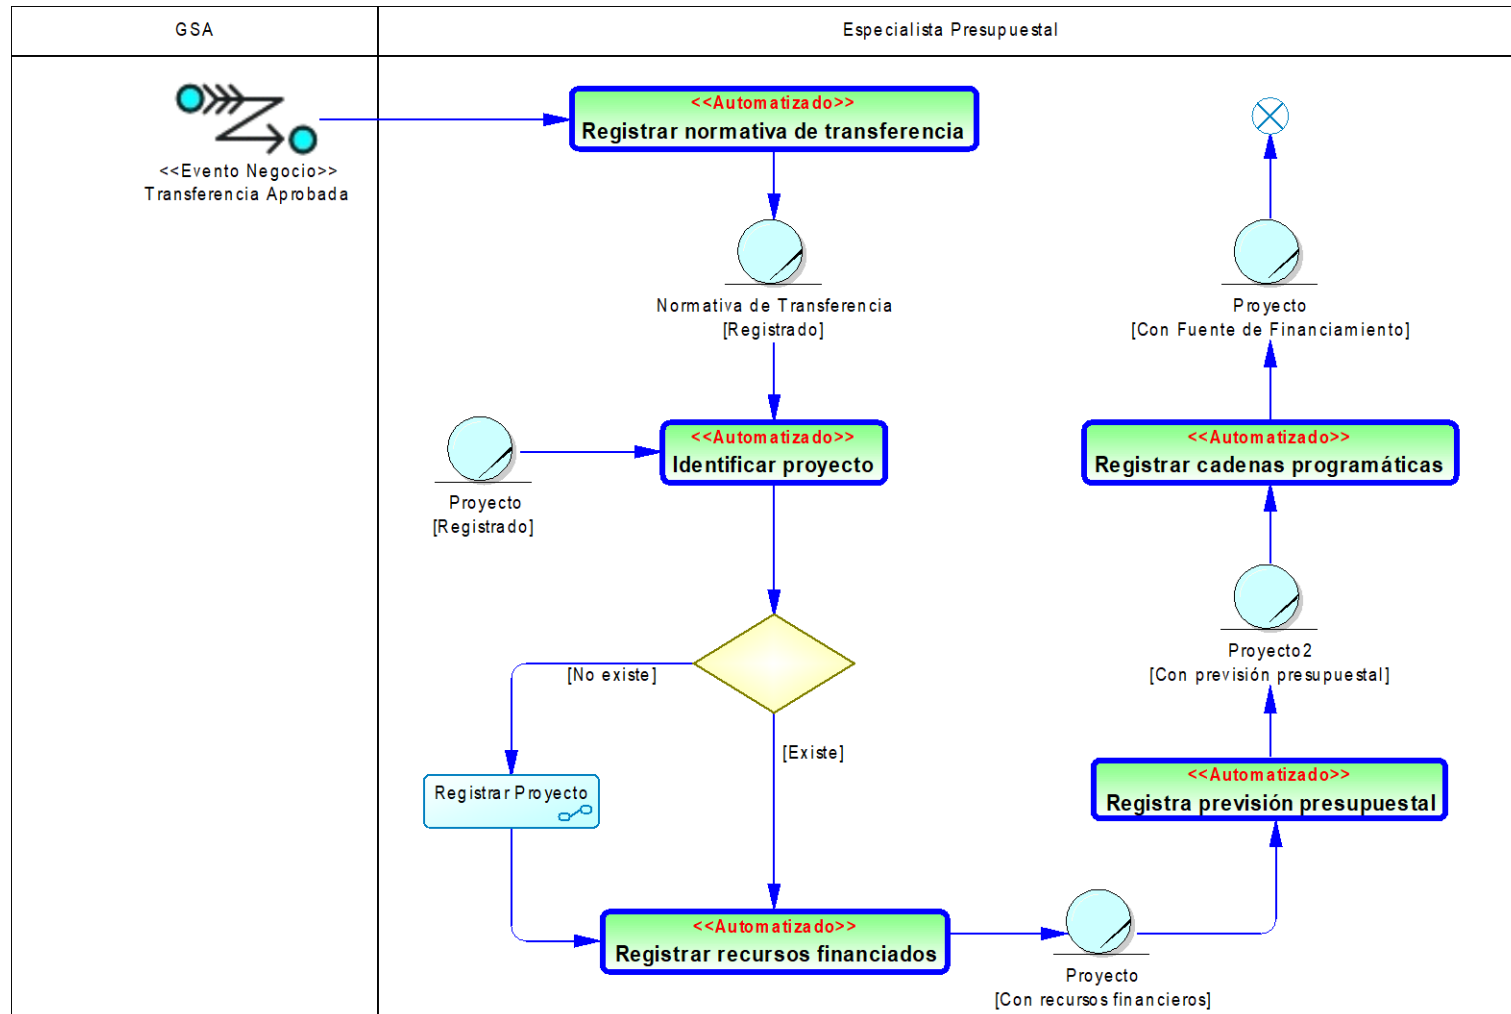 GSA
Especialista Presupuestal
<<Evento Negocio>>
Transferencia Aprobada
<<Automatizado>>
Registrar normativa de transferencia
Normativa de Transferencia
[Registrado]
Proyecto
[Registrado]
<<Automatizado>>
Identificar proyecto
[No existe]
[Existe]
Registrar Proyecto
<<Automatizado>>
Registrar recursos financiados
Proyecto
[Con recursos financieros]
<<Automatizado>>
Registra previsión presupuestal
Proyecto2
[Con previsión presupuestal]
<<Automatizado>>
Registrar cadenas programáticas
Proyecto
[Con Fuente de Financiamiento]